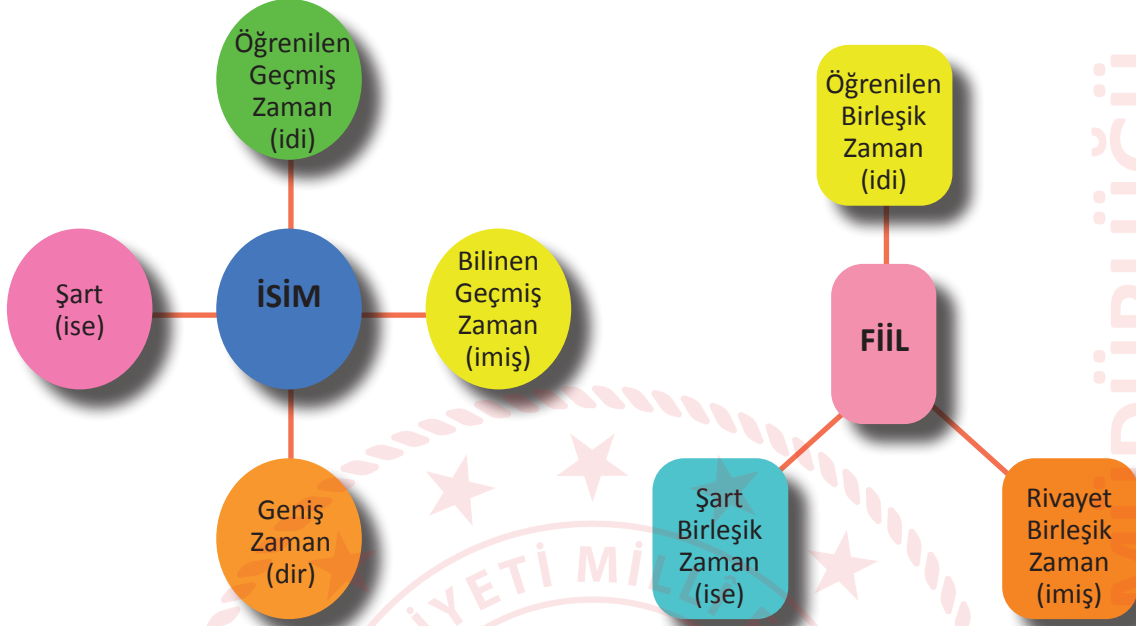 Öğrenilen
Geçmiş
Zaman
(idi)
Şart
(ise)
İSİM
Bilinen
Geçmiş
Zaman
(imiş)
Geniş
Zaman
(dir)
Öğrenilen
Birleşik
Zaman
(idi)
FİİL
Şart
Birleşik
Zaman
(ise)
Rivayet
Birleşik
Zaman
(imiş)